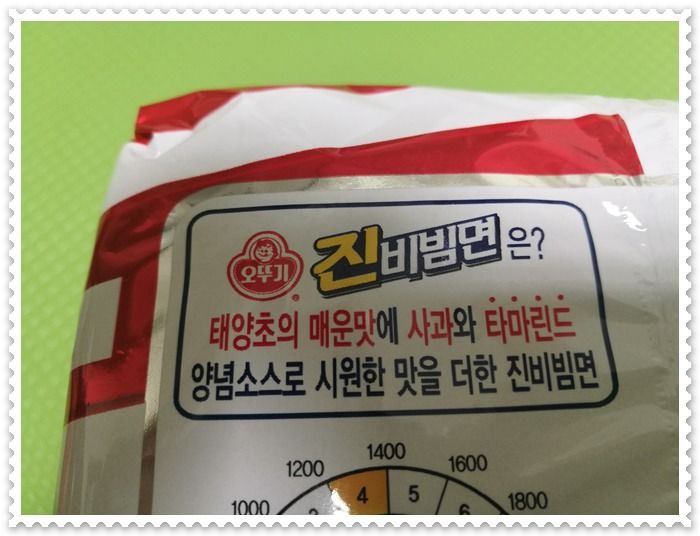 오뚜기 진비빔면은?
태양초의 매운맛에 사과와 타마린드
양념소스로 시원한 맛을 더한 진비빔면
1000 1200 1400 1600 1800
4 5 6